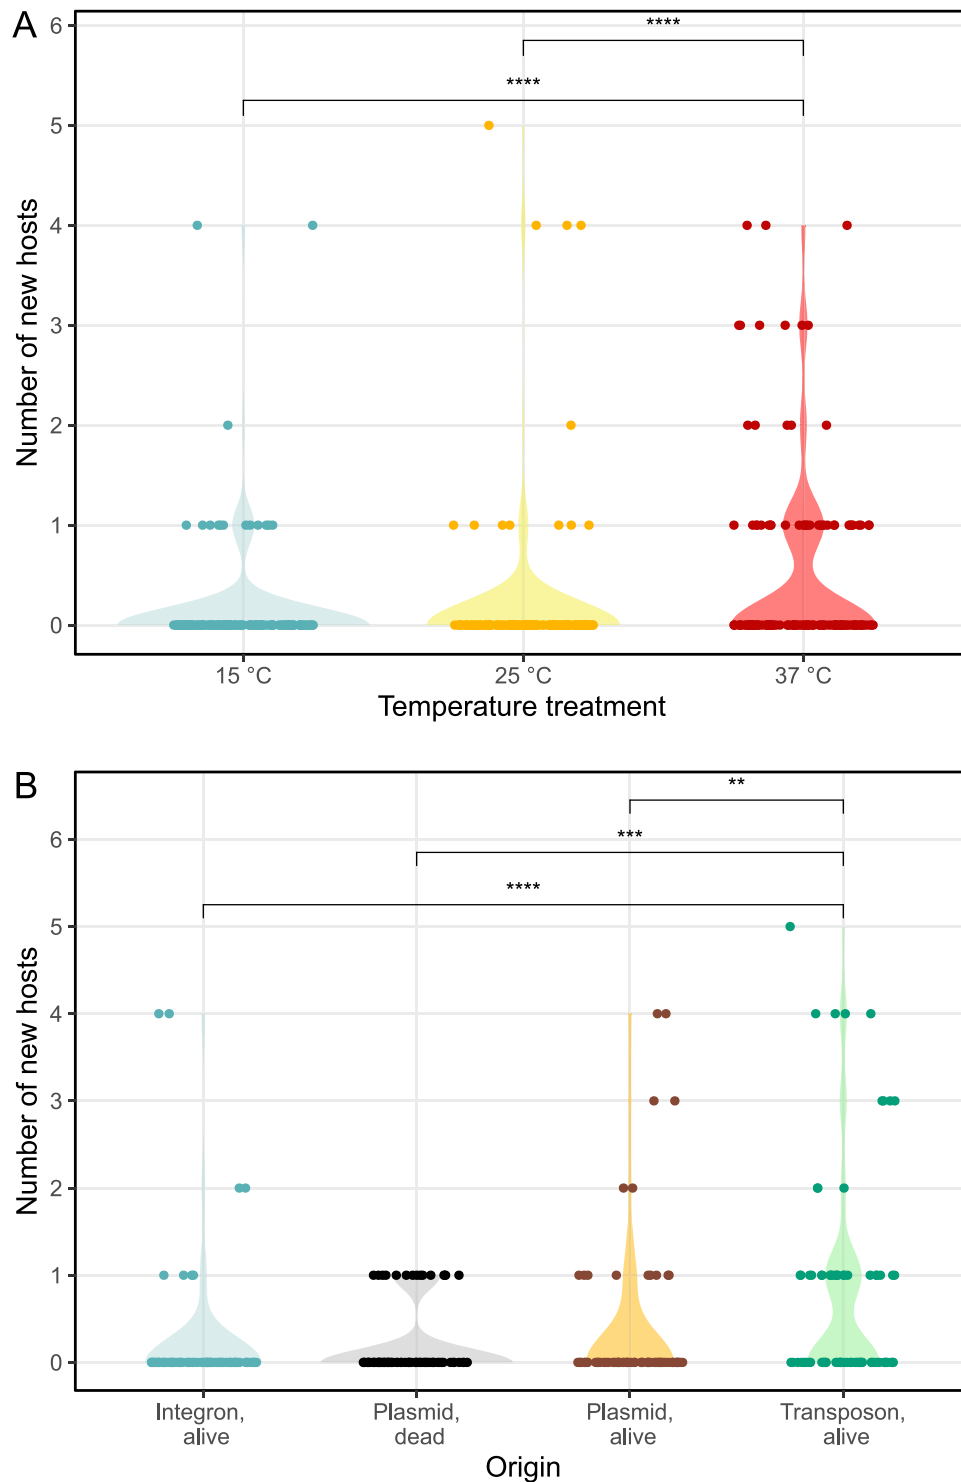 A
6
5
4
3
2
1
0
Number of new hosts
****
****
15 °C
25 °C
37 °C
Temperature treatment
B
6
5
4
3
2
1
0
Number of new hosts
**
***
****
Integron,
alive
Plasmid,
dead
Plasmid,
alive
Transposon,
alive
Origin